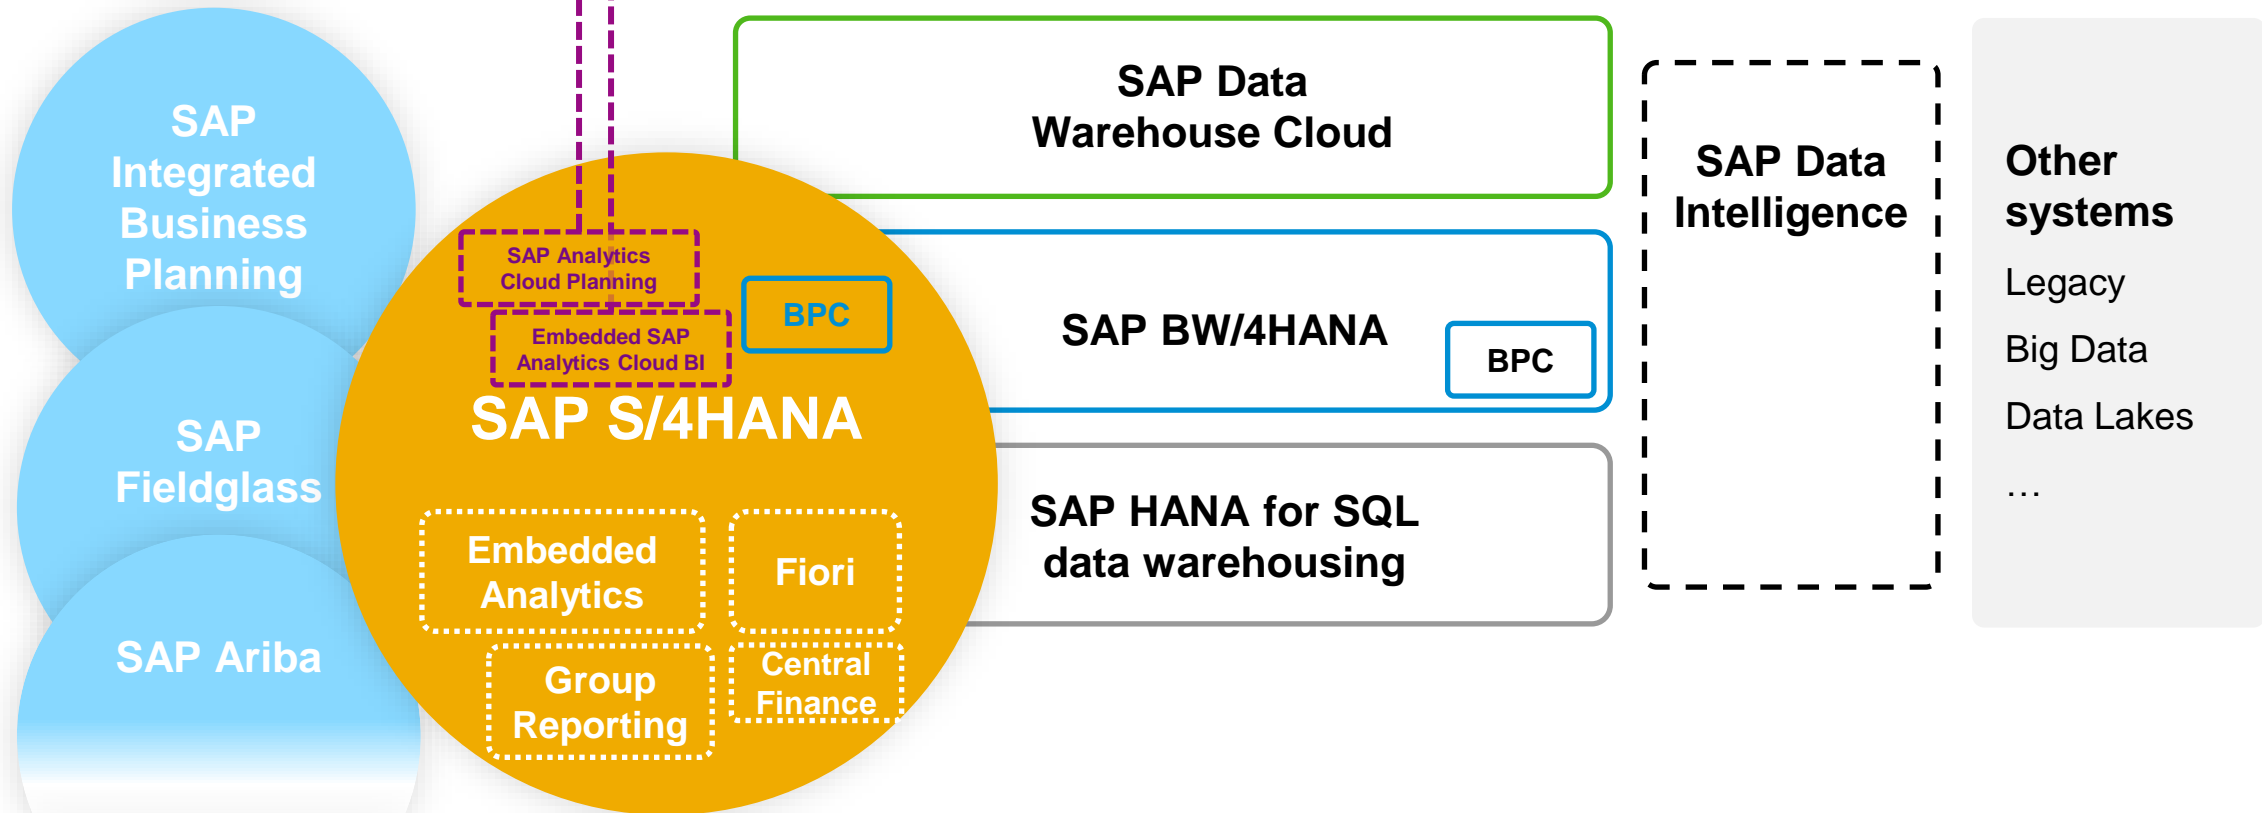 SAP
Integrated
Business
Planning
SAP
Fieldglass
SAP Ariba
SAP Analytics
Cloud Planning
Embedded SAP
Analytics Cloud BI
BPC
SAP S/4HANA
Embedded
Analytics
Fiori
Group
Reporting
Central
Finance
SAP Data
Warehouse Cloud
SAP BW/4HANA
BPC
SAP HANA for SQL
data warehousing
SAP Data
Intelligence
Other
systems
Legacy
Big Data
Data Lakes
…